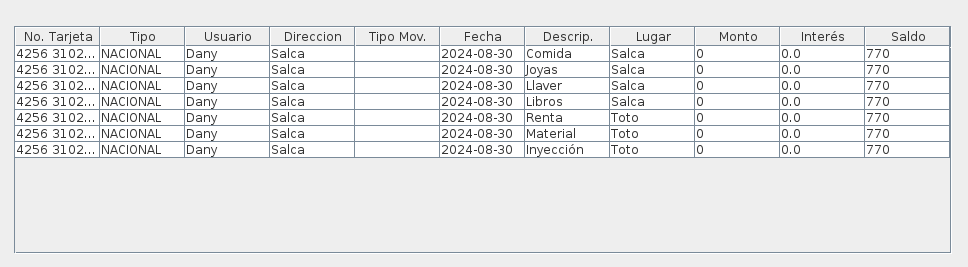 No. Tarjeta Tipo Usuario Direccion Tipo Mov. Fecha Descrip. Lugar Monto Interés Saldo
4256 3102... NACIONAL Dany Salca 2024-08-30 Comida Salca 0 0.0 770
4256 3102... NACIONAL Dany Salca 2024-08-30 Joyas Salca 0 0.0 770
4256 3102... NACIONAL Dany Salca 2024-08-30 Llaver Salca 0 0.0 770
4256 3102... NACIONAL Dany Salca 2024-08-30 Libros Salca 0 0.0 770
4256 3102... NACIONAL Dany Salca 2024-08-30 Renta Toto 0 0.0 770
4256 3102... NACIONAL Dany Salca 2024-08-30 Material Toto 0 0.0 770
4256 3102... NACIONAL Dany Salca 2024-08-30 Inyección Toto 0 0.0 770